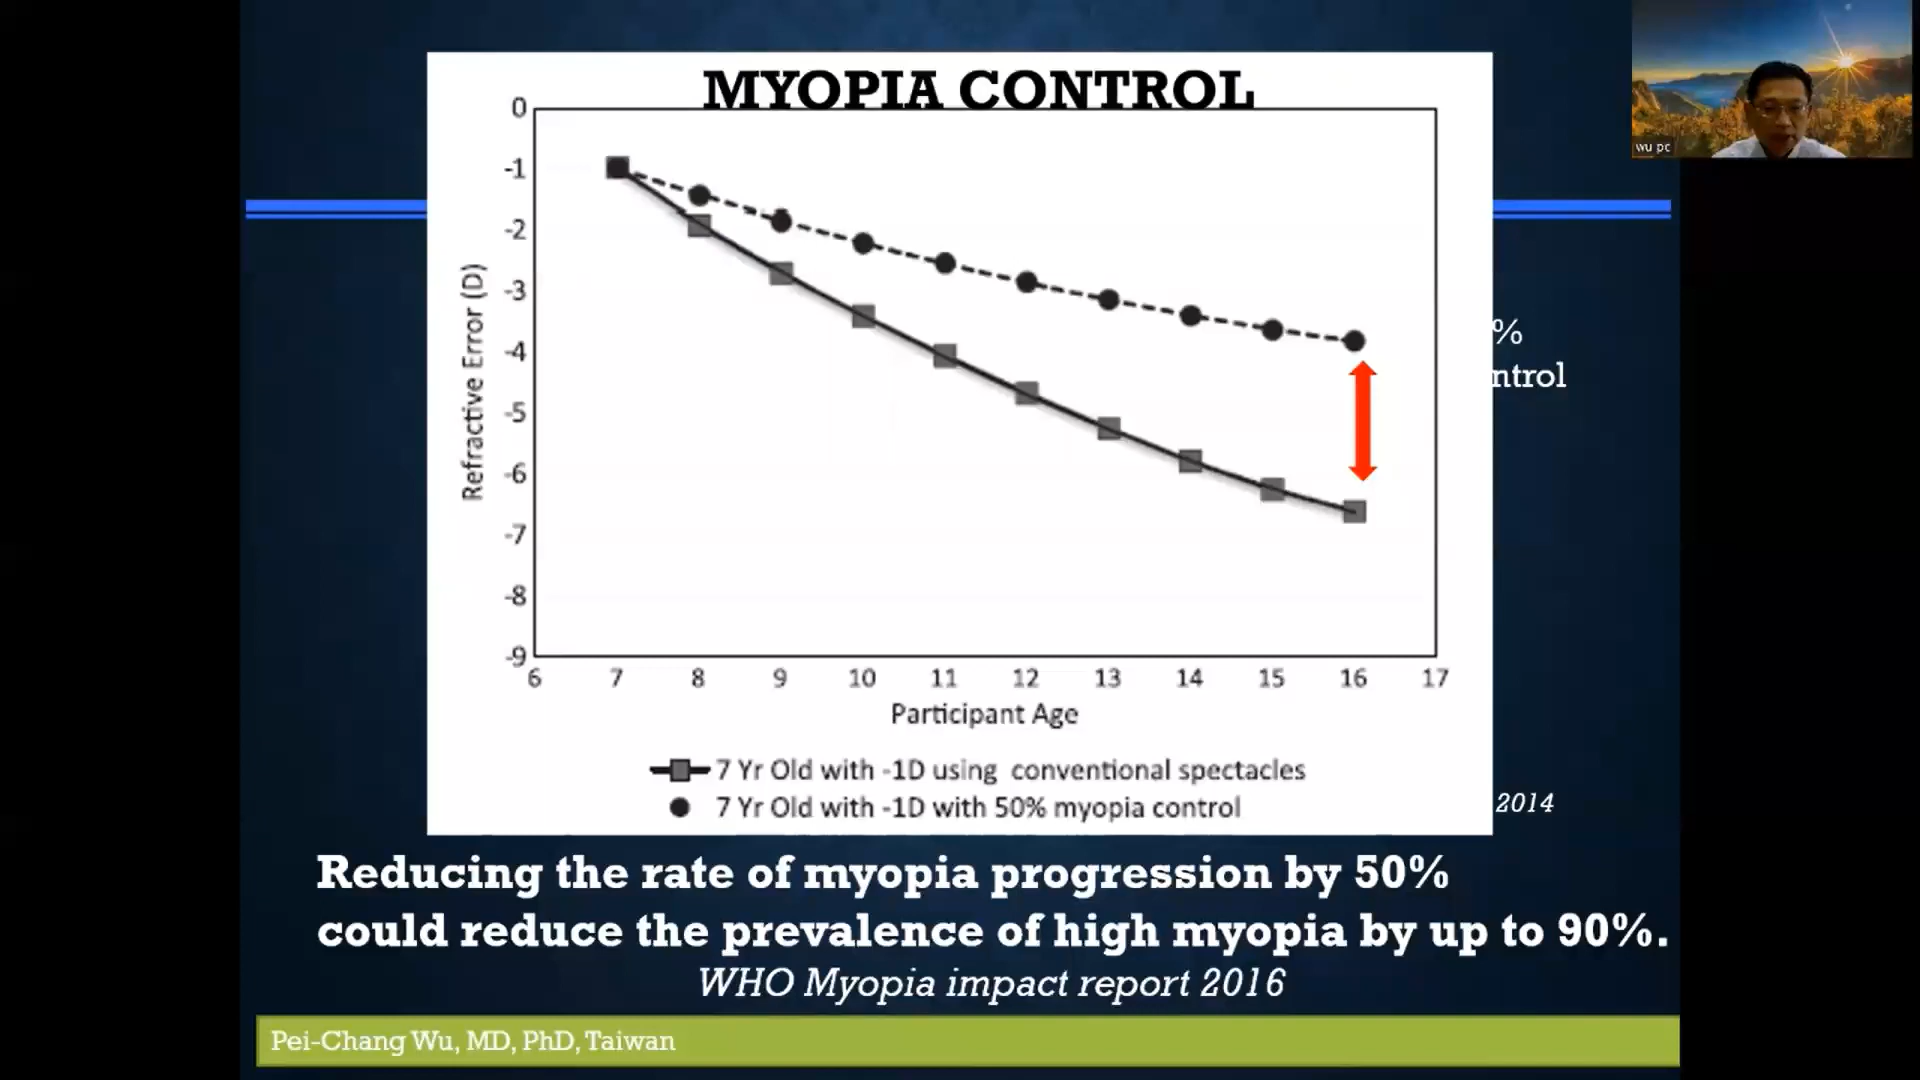 MYOPIA CONTROL
0
-1
-2
-3
-4
-5
-6
-7
-8
-9
Refractive Error (D)
6 7 8 9 10 11 12 13 14 15 16 17
Participant Age
7 Yr Old with -1D using conventional spectacles
7 Yr Old with -1D with 50% myopia control
%
ntrol
2014
Reducing the rate of myopia progression by 50%
could reduce the prevalence of high myopia by up to 90%.
WHO Myopia impact report 2016
Pei-Chang Wu, MD, PhD, Taiwan
wu pc